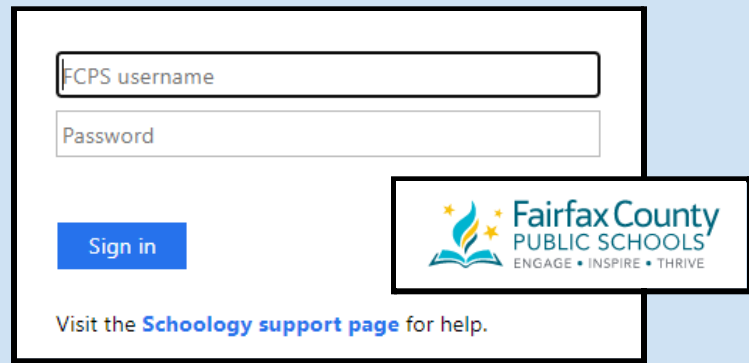 FCPS username
Password
Sign in
Fairfax County
PUBLIC SCHOOLS
ENGAGE • INSPIRE • THRIVE
Visit the Schoology support page for help.